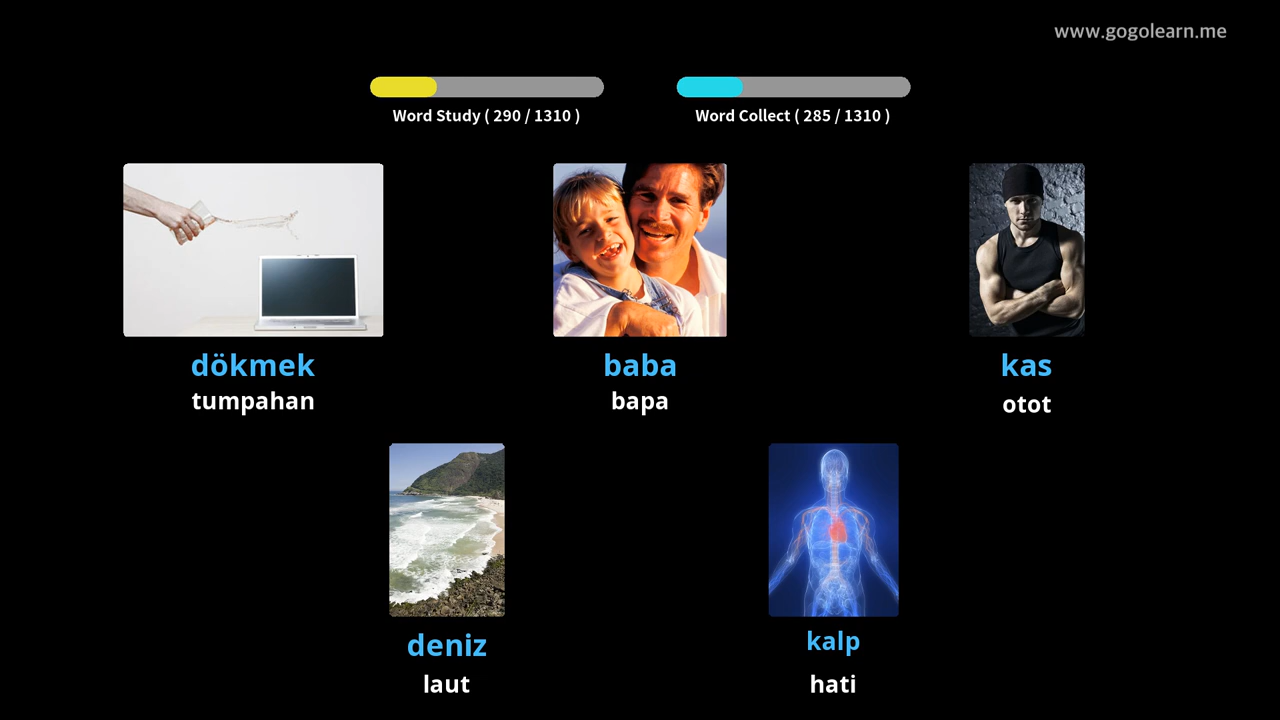 www.gogolearn.me
Word Study ( 290 / 1310 )
Word Collect ( 285 / 1310 )
dökmek
tumpahan
baba
bapa
kas
otot
deniz
laut
kalp
hati